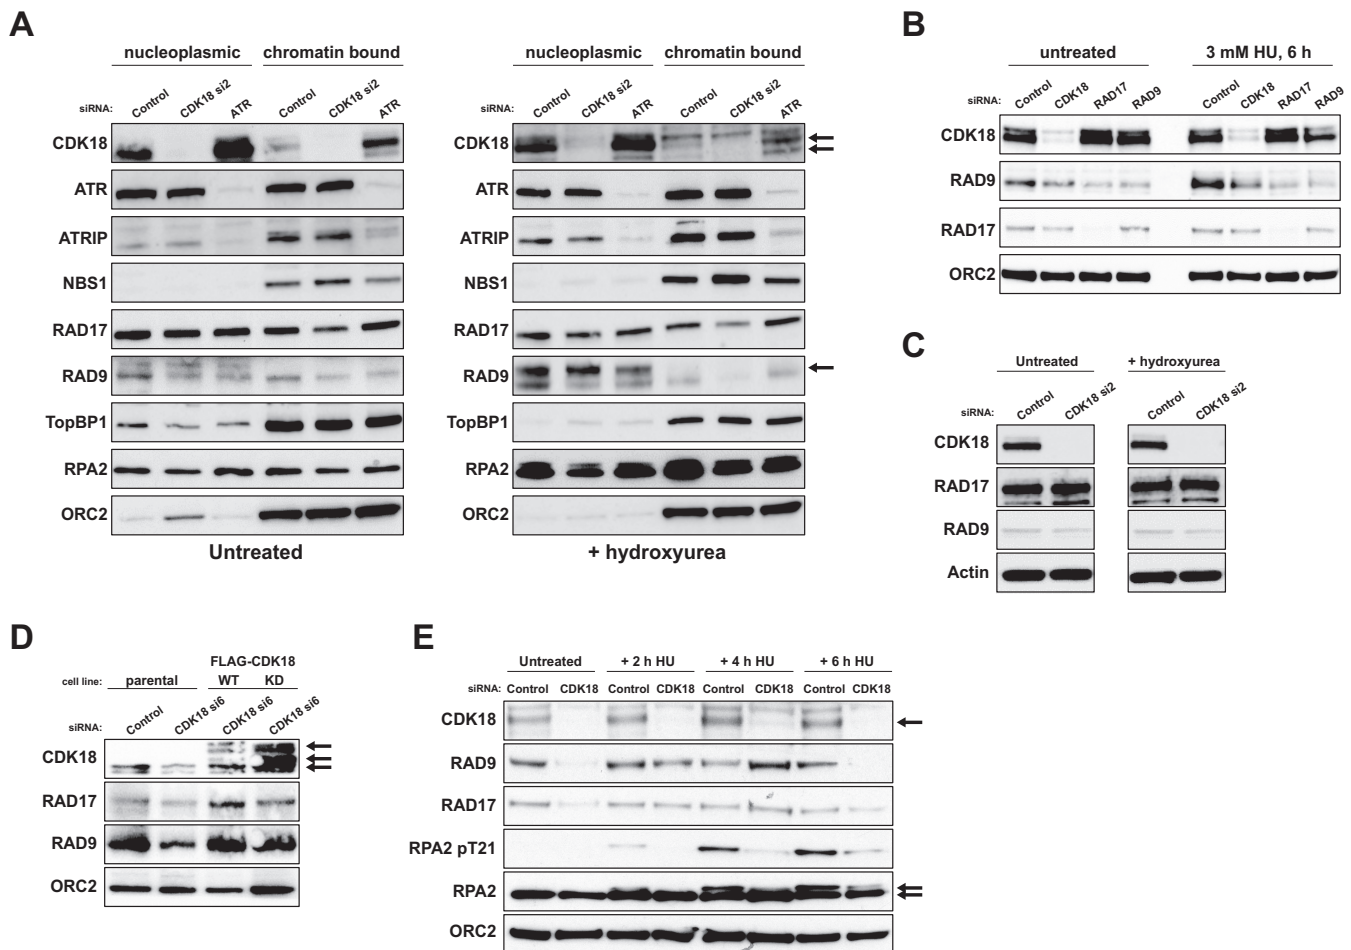 A
nucleoplasmic chromatin bound
siRNA: Control CDK18 si2 ATR Control CDK18 si2 ATR
CDK18
ATR
ATRIP
NBS1
RAD17
RAD9
TopBP1
RPA2
ORC2
Untreated
nucleoplasmic chromatin bound
siRNA: Control CDK18 si2 ATR Control CDK18 si2 ATR
CDK18
ATR
ATRIP
NBS1
RAD17
RAD9
TopBP1
RPA2
ORC2
+ hydroxyurea
B
untreated 3 mM HU, 6 h
siRNA: Control CDK18 RAD17 RAD9 Control CDK18 RAD17 RAD9
CDK18
RAD9
RAD17
ORC2
C
Untreated + hydroxyurea
siRNA: Control CDK18 si2 Control CDK18 si2
CDK18
RAD17
RAD9
Actin
D
FLAG-CDK18
cell line: parental WT KD
siRNA: Control CDK18 si6 CDK18 si6 CDK18 si6
CDK18
RAD17
RAD9
ORC2
E
Untreated + 2 h HU + 4 h HU + 6 h HU
siRNA: Control CDK18 Control CDK18 Control CDK18 Control CDK18
CDK18
RAD9
RAD17
RPA2 pT21
RPA2
ORC2